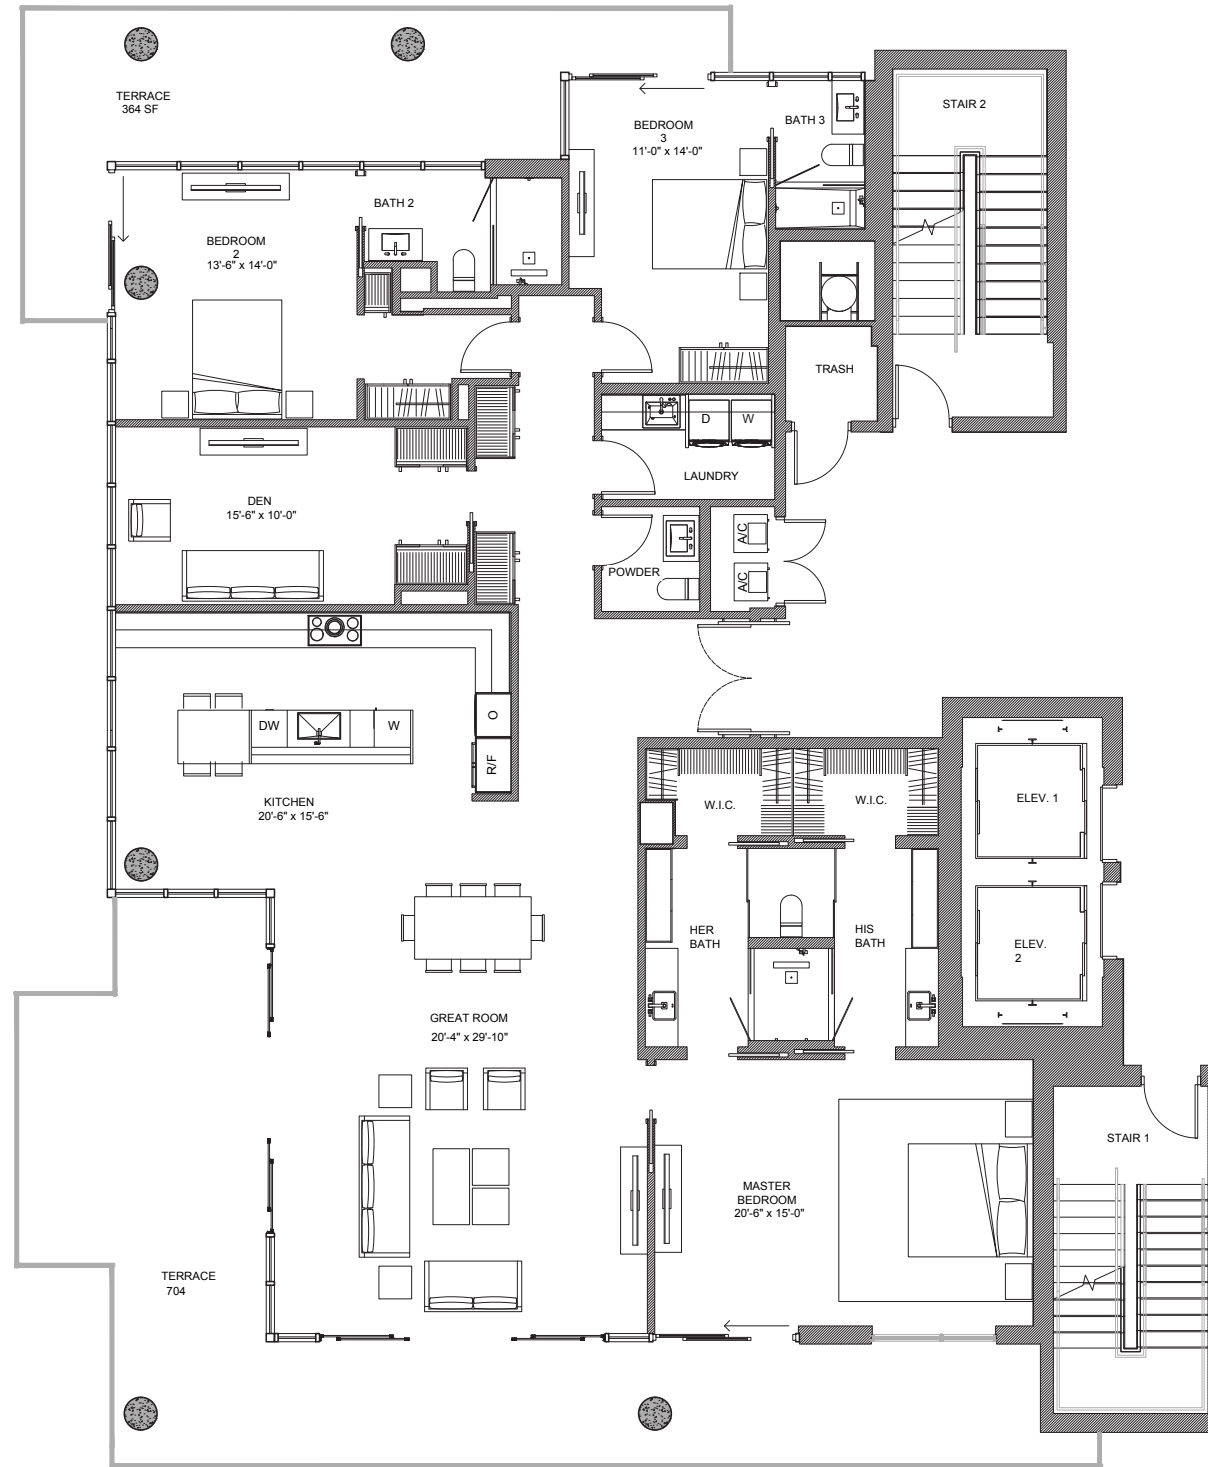 TERRACE
364 SF
STAIR 2
BEDROOM
3
11'-0" x 14'-0"
BATH 3
BATH 2
BEDROOM
2
13'-6" x 14'-0"
TRASH
D
W
LAUNDRY
DEN
15'-6" x 10'-0"
A/C
A/C
POWDER
DW
W
O
R/F
KITCHEN
20'-6" x 15'-6"
W.I.C.
W.I.C.
ELEV. 1
HER
BATH
HIS
BATH
ELEV.
2
GREAT ROOM
20'-4" x 29'-10"
STAIR 1
MASTER
BEDROOM
20'-6" x 15'-0"
TERRACE
704